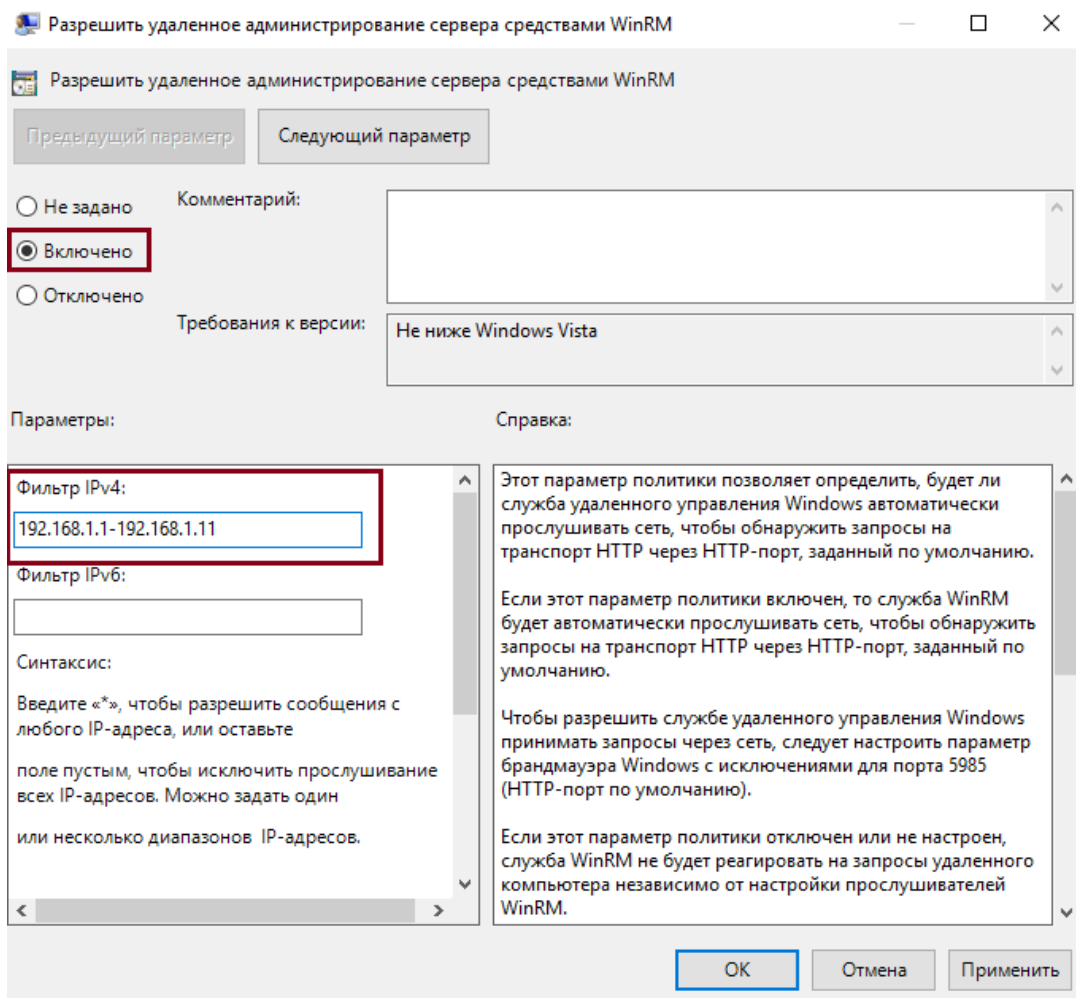 Разрешить удаленное администрирование сервера средствами WinRM
Разрешить удаленное администрирование сервера средствами WinRM
Предыдущий параметр
Следующий параметр
Не задано
Комментарий:
Включено
Отключено
Требования к версии:
Не ниже Windows Vista
Параметры:
Справка:
Фильтр IPv4:
192.168.1.1-192.168.1.11
Фильтр IPv6:
Синтаксис:
Введите «*», чтобы разрешить сообщения с
любого IP-адреса, или оставьте
поле пустым, чтобы исключить прослушивание
всех IP-адресов. Можно задать один
или несколько диапазонов IP-адресов.
Этот параметр политики позволяет определить, будет ли
служба удаленного управления Windows автоматически
прослушивать сеть, чтобы обнаружить запросы на
транспорт HTTP через HTTP-порт, заданный по умолчанию.
Если этот параметр политики включен, то служба WinRM
будет автоматически прослушивать сеть, чтобы обнаружить
запросы на транспорт HTTP через HTTP-порт, заданный по
умолчанию.
Чтобы разрешить службе удаленного управления Windows
принимать запросы через сеть, следует настроить параметр
брандмауэра Windows с исключениями для порта 5985
(HTTP-порт по умолчанию).
Если этот параметр политики отключен или не настроен,
служба WinRM не будет реагировать на запросы удаленного
компьютера независимо от настройки прослушивателей
WinRM.
ОК
Отмена
Применить